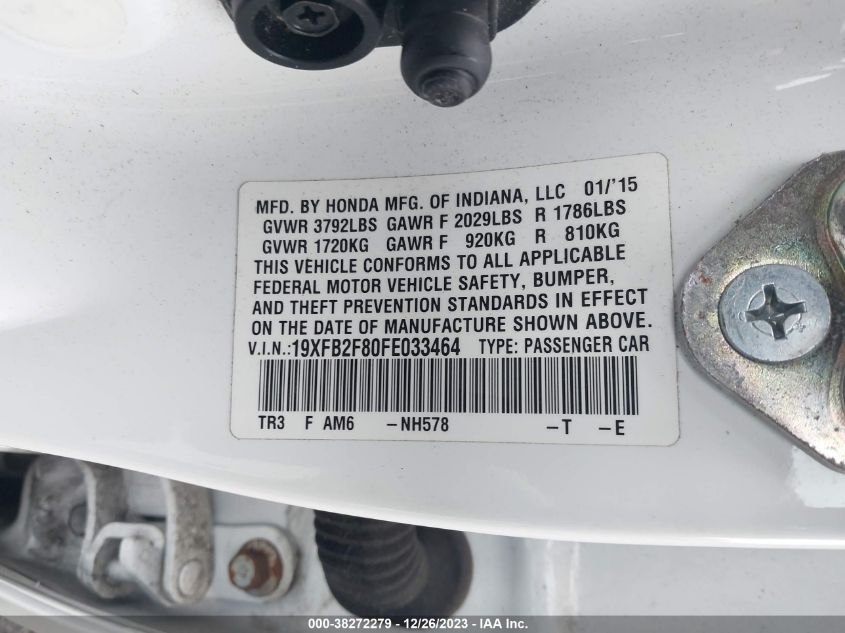 MFD. BY HONDA MFG. OF INDIANA, LLC 01/'15
GVWR 3792LBS GAWR F 2029LBS R 1786LBS
GVWR 1720KG GAWR F 920KG R 810KG
THIS VEHICLE CONFORMS TO ALL APPLICABLE
FEDERAL MOTOR VEHICLE SAFETY, BUMPER,
AND THEFT PREVENTION STANDARDS IN EFFECT
ON THE DATE OF MANUFACTURE SHOWN ABOVE.
V.I.N.:19XFB2F80FE033464 TYPE: PASSENGER CAR
TR3 F AM6 -NH578 -T -E
000-38272279 - 12/26/2023 - IAA Inc.